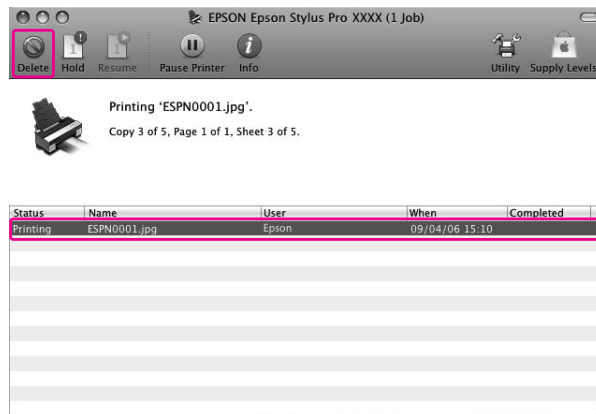 EPSON Epson Stylus Pro XXXX (1 Job)
Delete Hold Resume Pause Printer Info Utility Supply Levels
Printing 'ESPN0001.jpg'.
Copy 3 of 5, Page 1 of 1, Sheet 3 of 5.
Status Name User When Completed
Printing ESPN0001.jpg Epson 09/04/06 15:10